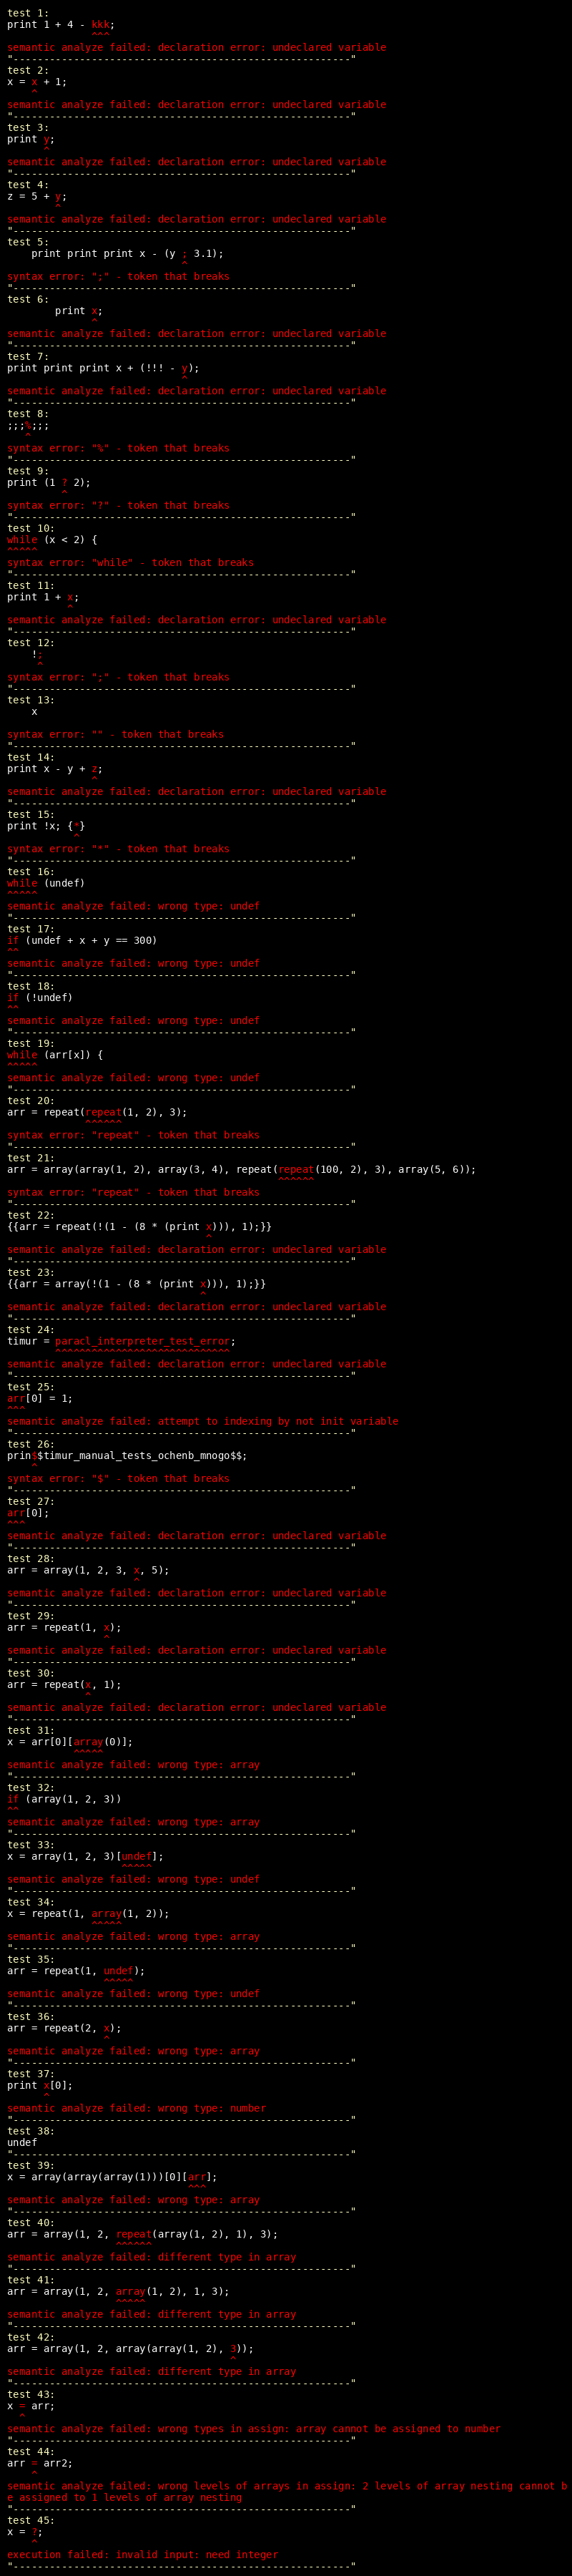 test 1:
print 1 + 4 - kkk;
^^^
semantic analyze failed: declaration error: undeclared variable
"--------------------------------------------------------"
test 2:
x = x + 1;
^
semantic analyze failed: declaration error: undeclared variable
"--------------------------------------------------------"
test 3:
print y;
^
semantic analyze failed: declaration error: undeclared variable
"--------------------------------------------------------"
test 4:
z = 5 + y;
^
semantic analyze failed: declaration error: undeclared variable
"--------------------------------------------------------"
test 5:
print print print x - (y ; 3.1);
^
syntax error: ";" - token that breaks
"--------------------------------------------------------"
test 6:
print x;
^
semantic analyze failed: declaration error: undeclared variable
"--------------------------------------------------------"
test 7:
print print print x + (!!! - y);
^
semantic analyze failed: declaration error: undeclared variable
"--------------------------------------------------------"
test 8:
;;;%;;;
^
syntax error: "%" - token that breaks
"--------------------------------------------------------"
test 9:
print (1 ? 2);
^
syntax error: "?" - token that breaks
"--------------------------------------------------------"
test 10:
while (x < 2) {
^^^^^
syntax error: "while" - token that breaks
"--------------------------------------------------------"
test 11:
print 1 + x;
^
semantic analyze failed: declaration error: undeclared variable
"--------------------------------------------------------"
test 12:
!;
^
syntax error: ";" - token that breaks
"--------------------------------------------------------"
test 13:
x
syntax error: "" - token that breaks
"--------------------------------------------------------"
test 14:
print x - y + z;
^
semantic analyze failed: declaration error: undeclared variable
"--------------------------------------------------------"
test 15:
print !x; {*}
^
syntax error: "*" - token that breaks
"--------------------------------------------------------"
test 16:
while (undef)
^^^^^
semantic analyze failed: wrong type: undef
"--------------------------------------------------------"
test 17:
if (undef + x + y == 300)
^^
semantic analyze failed: wrong type: undef
"--------------------------------------------------------"
test 18:
if (!undef)
^^
semantic analyze failed: wrong type: undef
"--------------------------------------------------------"
test 19:
while (arr[x]) {
^^^^^
semantic analyze failed: wrong type: undef
"--------------------------------------------------------"
test 20:
arr = repeat(repeat(1, 2), 3);
^^^^^^
syntax error: "repeat" - token that breaks
"--------------------------------------------------------"
test 21:
arr = array(array(1, 2), array(3, 4), repeat(repeat(100, 2), 3), array(5, 6));
^^^^^^
syntax error: "repeat" - token that breaks
"--------------------------------------------------------"
test 22:
{{arr = repeat(!(1 - (8 * (print x))), 1);}}
^
semantic analyze failed: declaration error: undeclared variable
"--------------------------------------------------------"
test 23:
{{arr = array(!(1 - (8 * (print x))), 1);}}
^
semantic analyze failed: declaration error: undeclared variable
"--------------------------------------------------------"
test 24:
timur = paracl_interpreter_test_error;
^^^^^^^^^^^^^^^^^^^^^^^^^^^^^
semantic analyze failed: declaration error: undeclared variable
"--------------------------------------------------------"
test 25:
arr[0] = 1;
^^^
semantic analyze failed: attempt to indexing by not init variable
"--------------------------------------------------------"
test 26:
prin$$timur_manual_tests_ochenb_mnogo$$;
^
syntax error: "$" - token that breaks
"--------------------------------------------------------"
test 27:
arr[0];
^^^
semantic analyze failed: declaration error: undeclared variable
"--------------------------------------------------------"
test 28:
arr = array(1, 2, 3, x, 5);
^
semantic analyze failed: declaration error: undeclared variable
"--------------------------------------------------------"
test 29:
arr = repeat(1, x);
^
semantic analyze failed: declaration error: undeclared variable
"--------------------------------------------------------"
test 30:
arr = repeat(x, 1);
^
semantic analyze failed: declaration error: undeclared variable
"--------------------------------------------------------"
test 31:
x = arr[0][array(0)];
^^^^^
semantic analyze failed: wrong type: array
"--------------------------------------------------------"
test 32:
if (array(1, 2, 3))
^^
semantic analyze failed: wrong type: array
"--------------------------------------------------------"
test 33:
x = array(1, 2, 3)[undef];
^^^^^
semantic analyze failed: wrong type: undef
"--------------------------------------------------------"
test 34:
x = repeat(1, array(1, 2));
^^^^^
semantic analyze failed: wrong type: array
"--------------------------------------------------------"
test 35:
arr = repeat(1, undef);
^^^^^
semantic analyze failed: wrong type: undef
"--------------------------------------------------------"
test 36:
arr = repeat(2, x);
^
semantic analyze failed: wrong type: array
"--------------------------------------------------------"
test 37:
print x[0];
^
semantic analyze failed: wrong type: number
"--------------------------------------------------------"
test 38:
undef
"--------------------------------------------------------"
test 39:
x = array(array(array(1)))[0][arr];
^^^
semantic analyze failed: wrong type: array
"--------------------------------------------------------"
test 40:
arr = array(1, 2, repeat(array(1, 2), 1), 3);
^^^^^^
semantic analyze failed: different type in array
"--------------------------------------------------------"
test 41:
arr = array(1, 2, array(1, 2), 1, 3);
^^^^^
semantic analyze failed: different type in array
"--------------------------------------------------------"
test 42:
arr = array(1, 2, array(array(1, 2), 3));
^
semantic analyze failed: different type in array
"--------------------------------------------------------"
test 43:
x = arr;
^
semantic analyze failed: wrong types in assign: array cannot be assigned to number
"--------------------------------------------------------"
test 44:
arr = arr2;
^
semantic analyze failed: wrong levels of arrays in assign: 2 levels of array nesting cannot b
e assigned to 1 levels of array nesting
"--------------------------------------------------------"
test 45:
x = ?;
^
execution failed: invalid input: need integer
"--------------------------------------------------------"